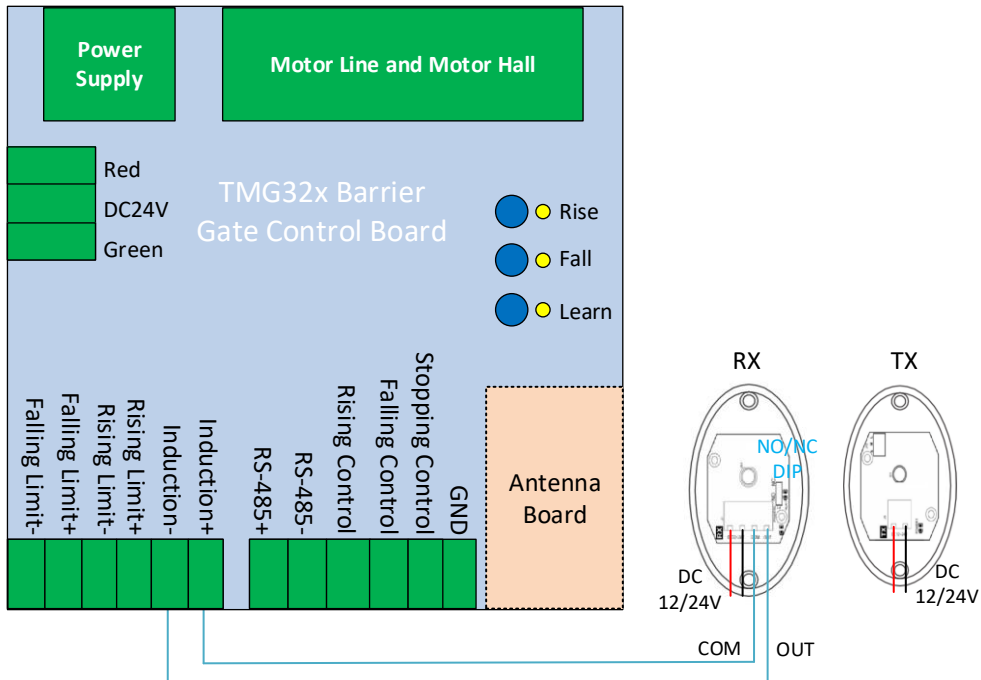 Power
Supply
Motor Line and Motor Hall
Red
DC24V
Green
TMG32x Barrier
Gate Control Board
Rise
Fall
Learn
Falling Limit-
Falling Limit+
Rising Limit-
Rising Limit+
Induction-
Induction+
RS-485+
RS-485-
Rising Control
Falling Control
Stopping Control
GND
Antenna
Board
RX
TX
NO/NC
DIP
RX
TX
DC
12/24V
DC
12/24V
COM
OUT